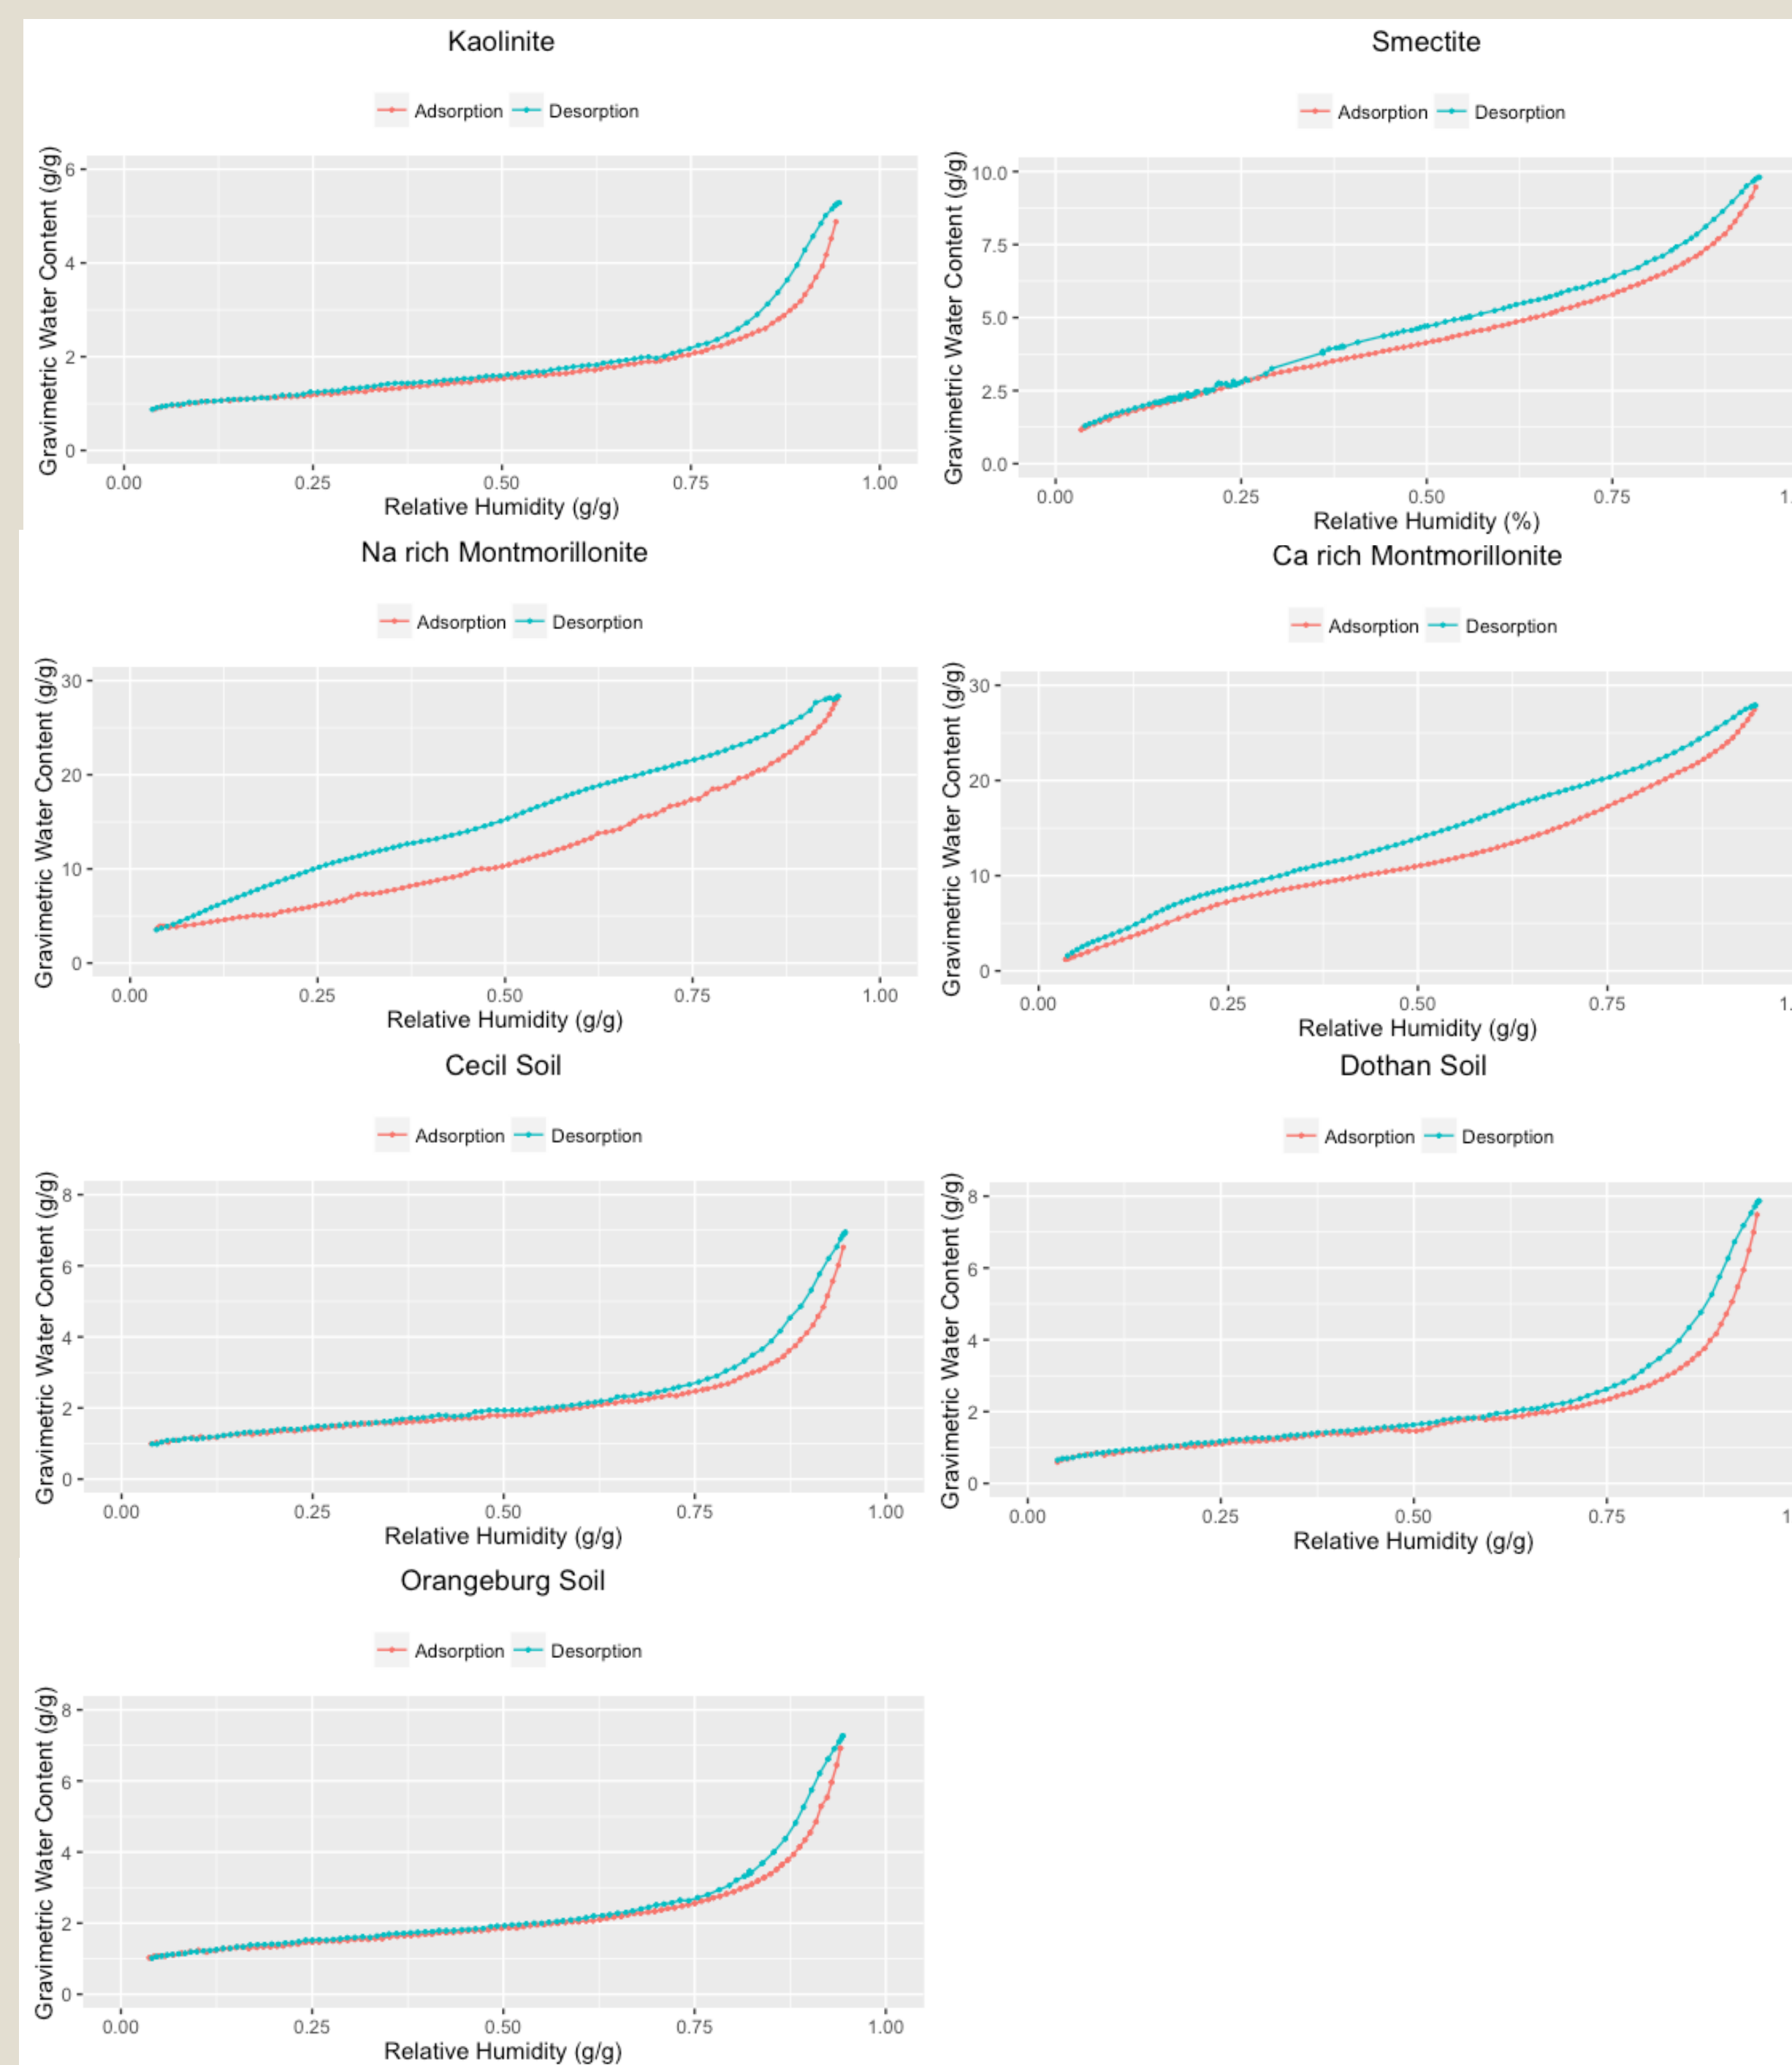 Kaolinite
Adsorption Desorption
Gravimetric Water Content (g/g)
6
4
2
0
0.00 0.25 0.50 0.75 1.00
Relative Humidity (g/g)
Smectite
Adsorption Desorption
Gravimetric Water Content (g/g)
10.0
7.5
5.0
2.5
0.0
0.00 0.25 0.50 0.75 1.
Relative Humidity (%)
Na rich Montmorillonite
Adsorption Desorption
Gravimetric Water Content (g/g)
30
20
10
0
0.00 0.25 0.50 0.75 1.00
Relative Humidity (g/g)
Ca rich Montmorillonite
Adsorption Desorption
Gravimetric Water Content (g/g)
30
20
10
0
0.00 0.25 0.50 0.75 1.
Relative Humidity (g/g)
Cecil Soil
Adsorption Desorption
Gravimetric Water Content (g/g)
8
6
4
2
0
0.00 0.25 0.50 0.75 1.00
Relative Humidity (g/g)
Dothan Soil
Adsorption Desorption
Gravimetric Water Content (g/g)
8
6
4
2
0
0.00 0.25 0.50 0.75 1
Relative Humidity (g/g)
Orangeburg Soil
Adsorption Desorption
Gravimetric Water Content (g/g)
8
6
4
2
0
0.00 0.25 0.50 0.75 1.00
Relative Humidity (g/g)